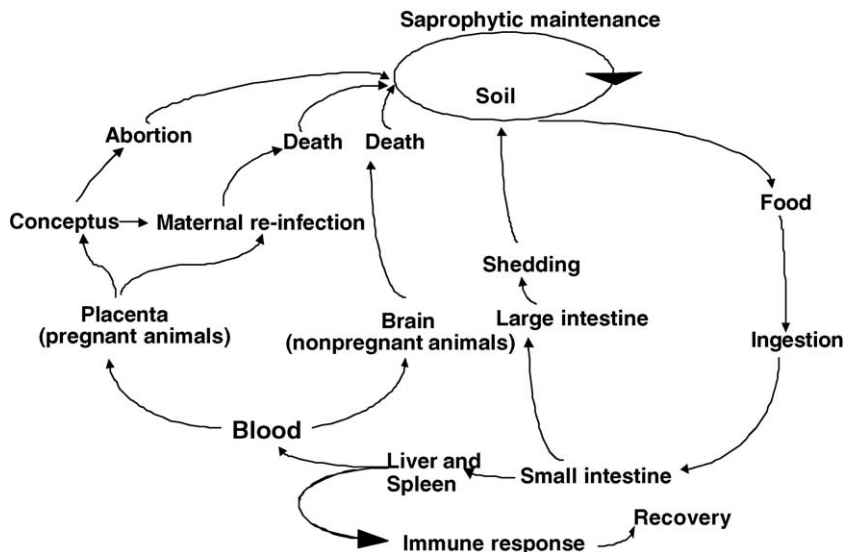 Saprophytic maintenance
Soil
Abortion
Death
Death
Food
Conceptus
Maternal re-infection
Shedding
Placenta
(pregnant animals)
Brain
(nonpregnant animals)
Large intestine
Ingestion
Blood
Liver and
Spleen
Small intestine
Recovery
Immune response